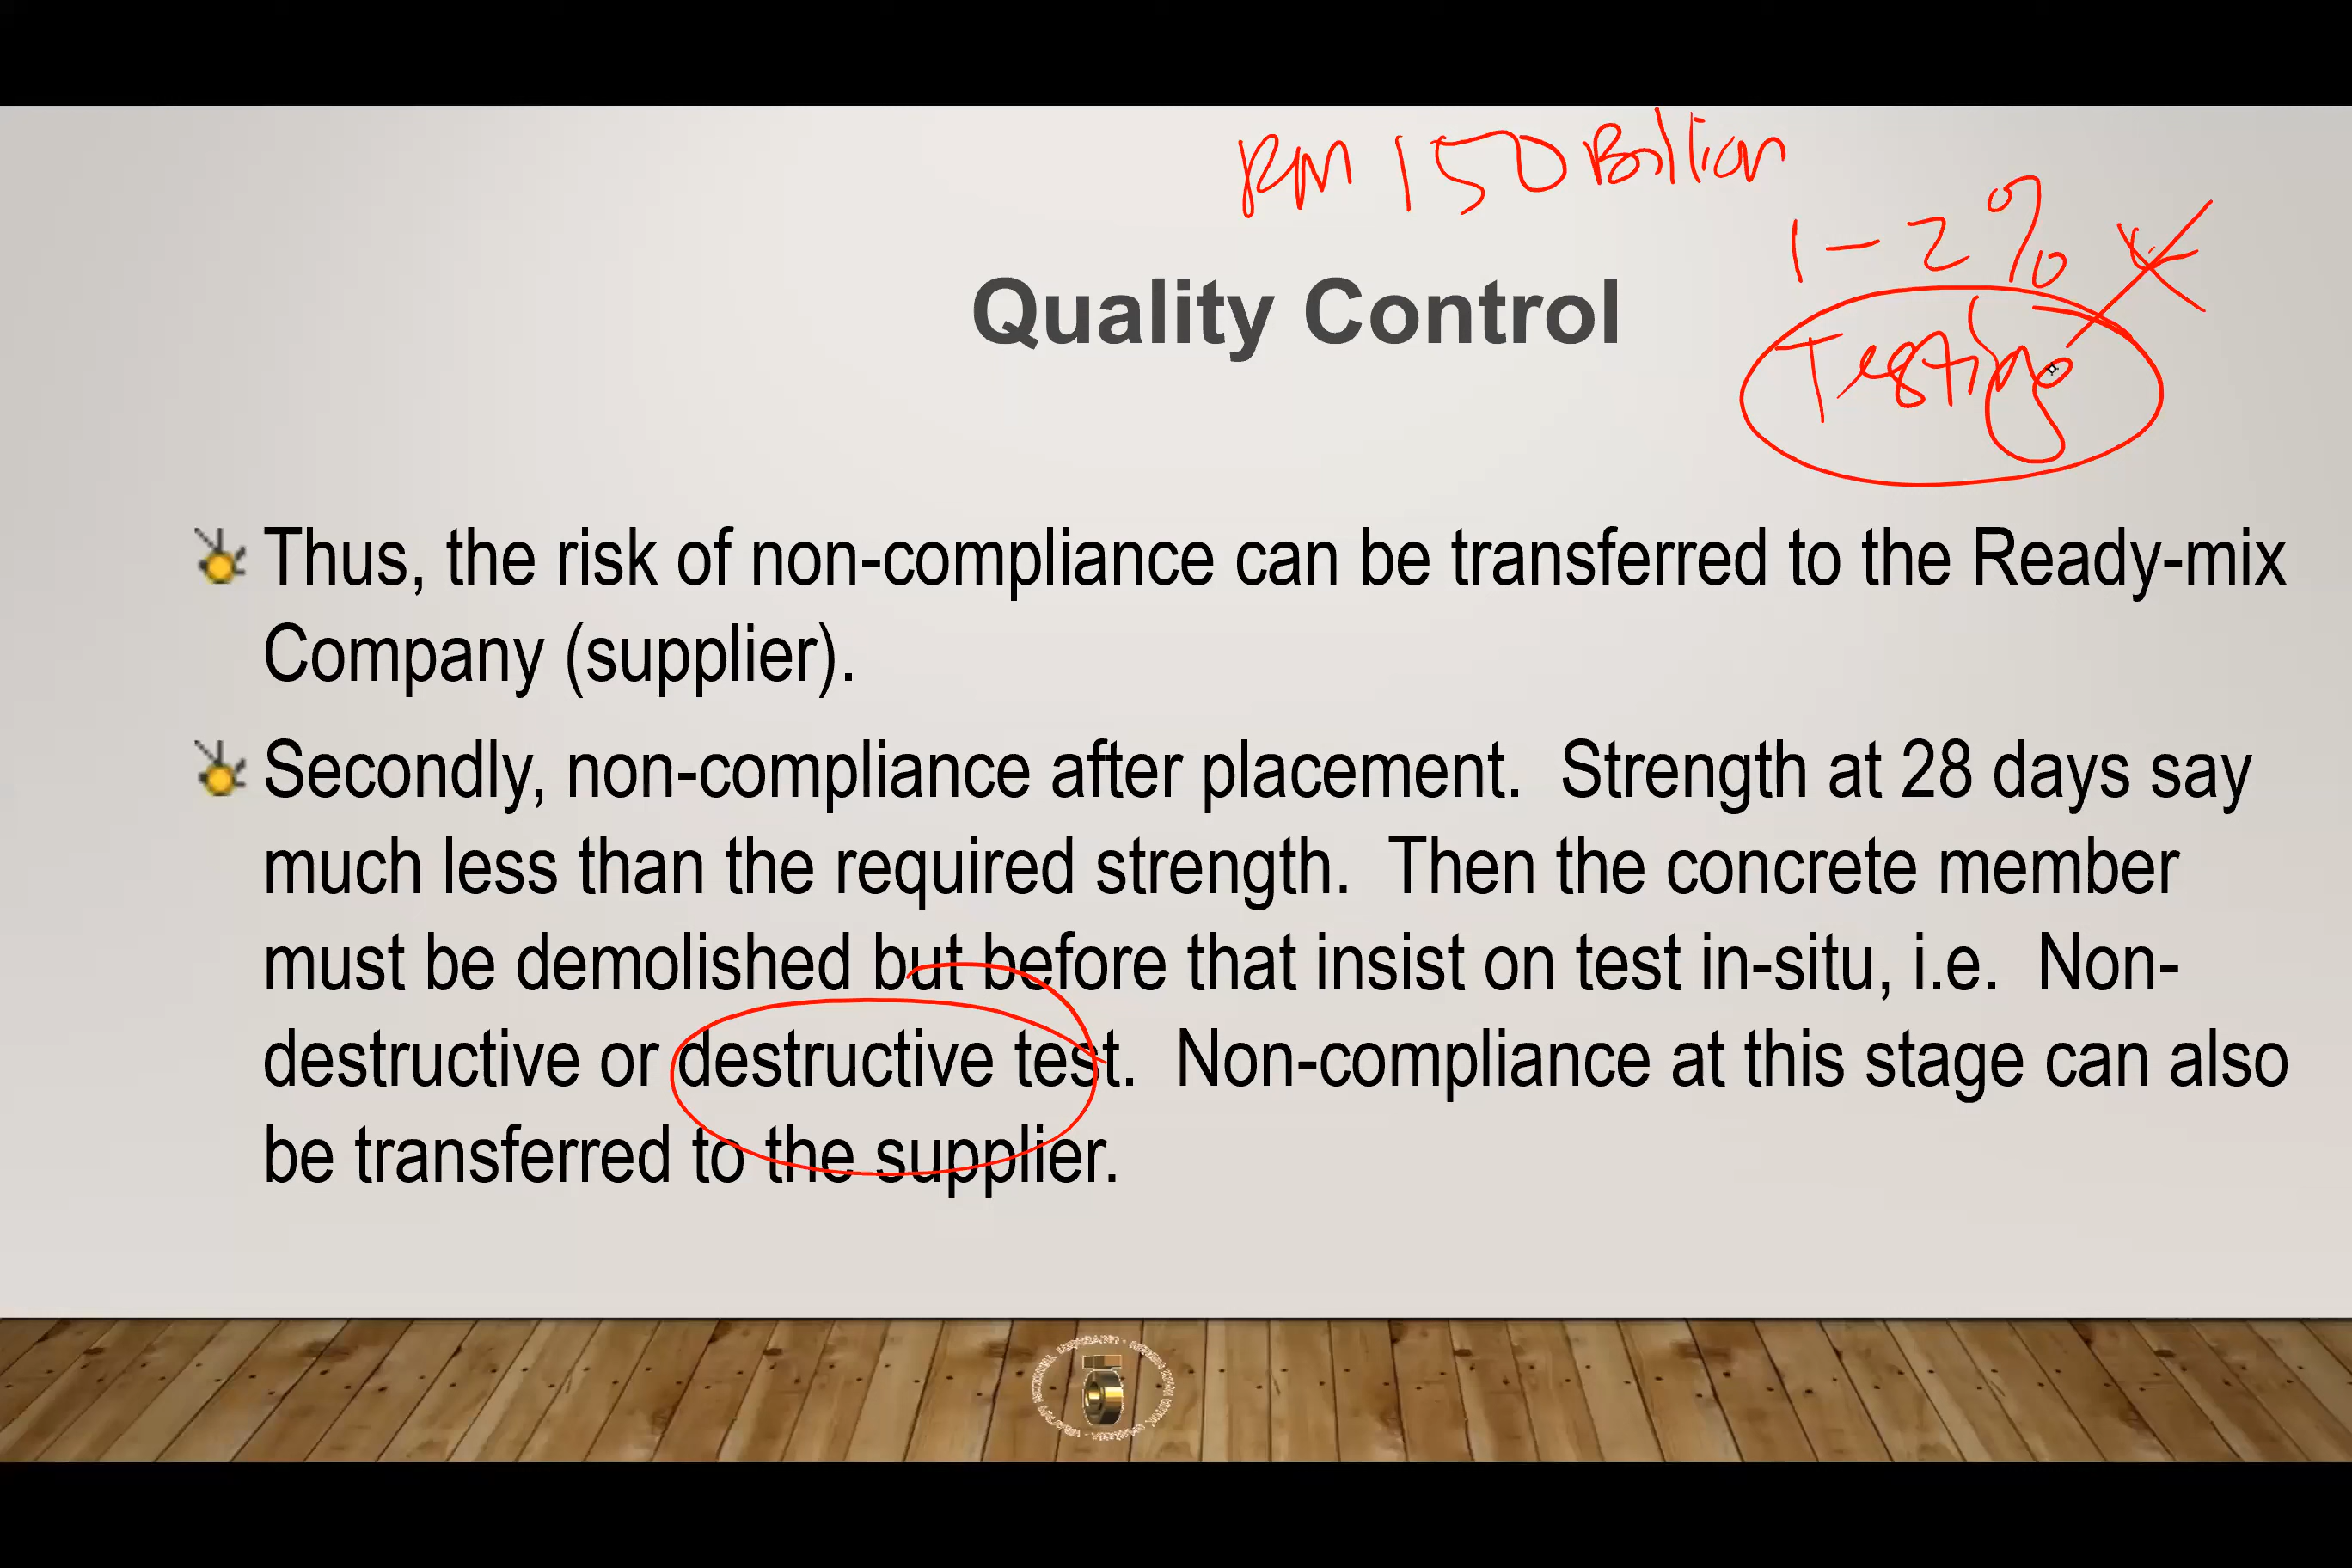 RM 150 Billion
1 - 2 %
Quality Control
Testing
Thus, the risk of non-compliance can be transferred to the Ready-mix
Company (supplier).
Secondly, non-compliance after placement. Strength at 28 days say
much less than the required strength. Then the concrete member
must be demolished but before that insist on test in-situ, i.e. Non-
destructive or destructive test. Non-compliance at this stage can also
be transferred to the supplier.